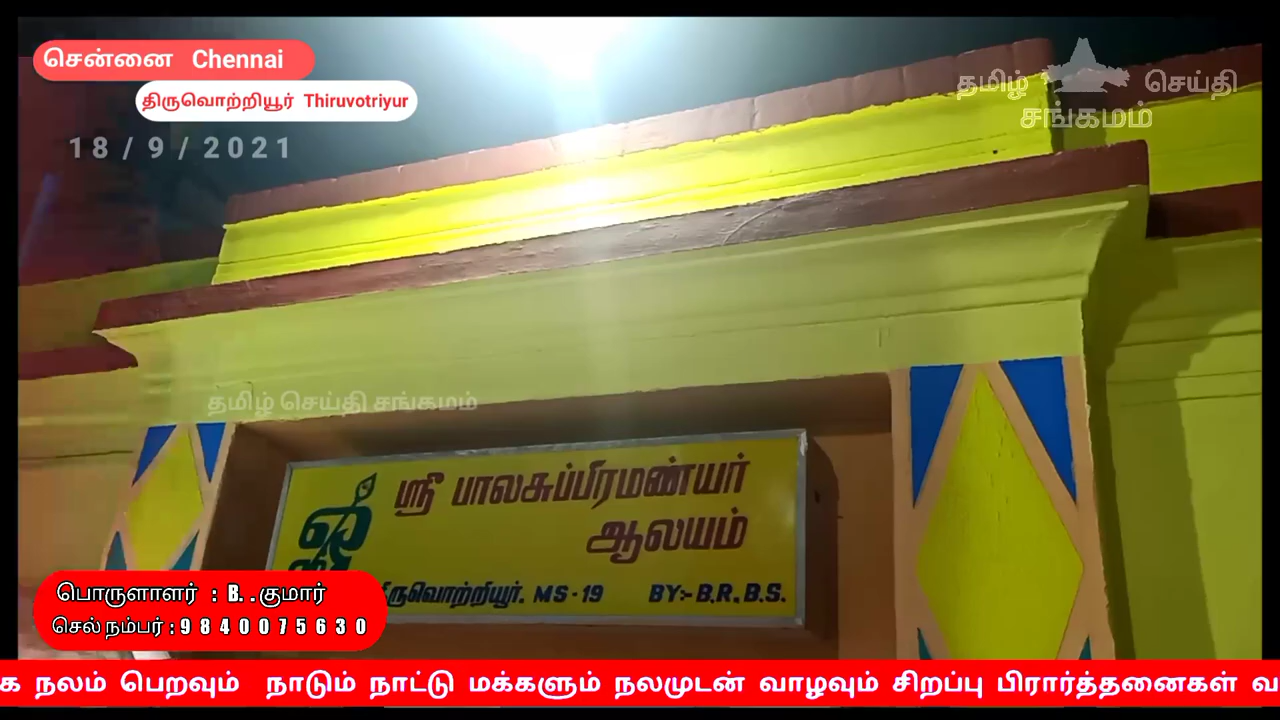 சென்னை Chennai
திருவொற்றியூர் Thiruvotriyur
18/9/2021
தமிழ் செய்தி
சங்கமம்
தமிழ் செய்தி சங்கமம்
ஓம்
ஸ்ரீ பாலசுப்பிரமண்யர்
ஆலயம்
திருவொற்றியூர். MS-19 BY:- B.R.B.S.
பொருளாளர் : B. . குமார்
செல் நம்பர் : 9840075630
நலம் பெறவும் நாடும் நாட்டு மக்களும் நலமுடன் வாழவும் சிறப்பு பிரார்த்தனைகள்